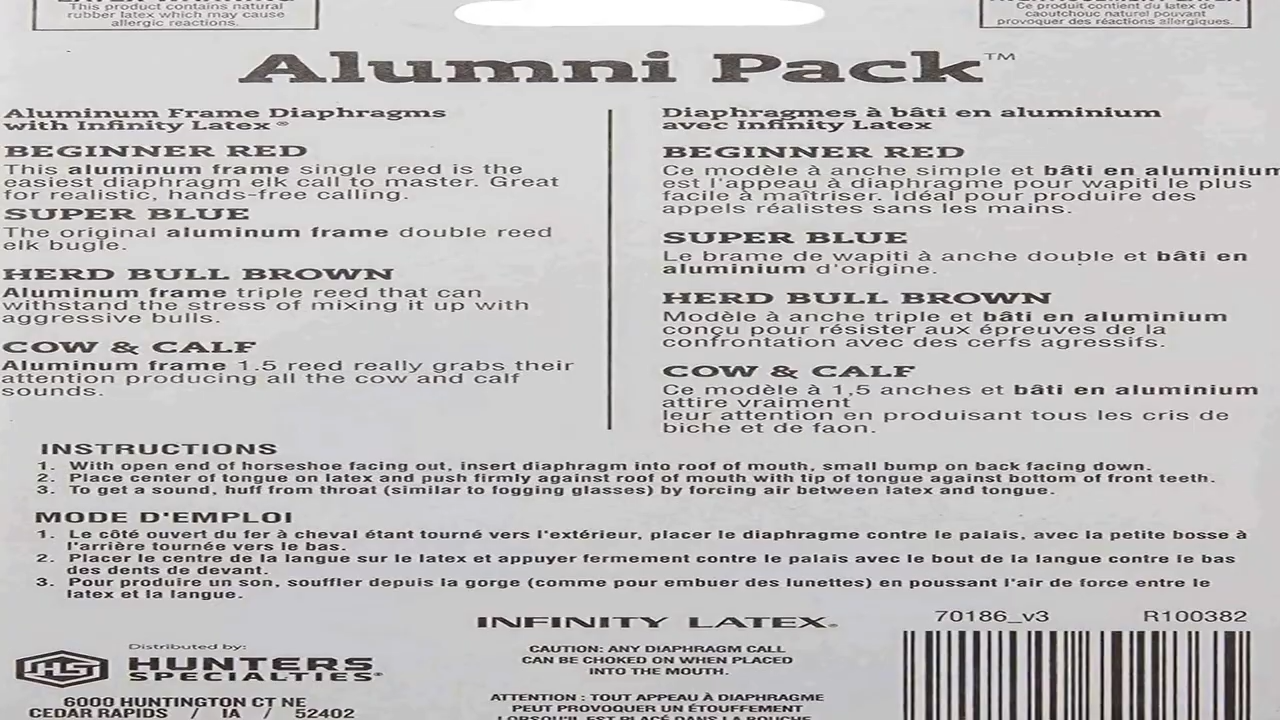 This product contains natural
rubber latex which may cause
allergic reactions.
Ce produit contient du latex de
caoutchouc naturel pouvant
provoquer des réactions allergiques.
Alumni Pack™
Aluminum Frame Diaphragms
with Infinity Latex®
BEGINNER RED
This aluminum frame single reed is the
easiest diaphragm elk call to master. Great
for realistic, hands-free calling.
SUPER BLUE
The original aluminum frame double reed
elk bugle.
HERD BULL BROWN
Aluminum frame triple reed that can
withstand the stress of mixing it up with
aggressive bulls.
COW & CALF
Aluminum frame 1.5 reed really grabs their
attention producing all the cow and calf
sounds.
Diaphragmes à bâti en aluminium
avec Infinity Latex
BEGINNER RED
Ce modèle à anche simple et bâti en aluminium
est l'appeau à diaphragme pour wapiti le plus
facile à maîtriser. Idéal pour produire des
appels réalistes sans les mains.
SUPER BLUE
Le brame de wapiti à anche double et bâti en
aluminium d'origine.
HERD BULL BROWN
Modèle à anche triple et bâti en aluminium
conçu pour résister aux épreuves de la
confrontation avec des cerfs agressifs.
COW & CALF
Ce modèle à 1,5 anches et bâti en aluminium
attire vraiment
leur attention en produisant tous les cris de
biche et de faon.
INSTRUCTIONS
1. With open end of horseshoe facing out, insert diaphragm into roof of mouth, small bump on back facing down.
2. Place center of tongue on latex and push firmly against roof of mouth with tip of tongue against bottom of front teeth.
3. To get a sound, huff from throat (similar to fogging glasses) by forcing air between latex and tongue.
MODE D'EMPLOI
1. Le côté ouvert du fer à cheval étant tourné vers l'extérieur, placer le diaphragme contre le palais, avec la petite bosse à
l'arrière tournée vers le bas.
2. Placer le centre de la langue sur le latex et appuyer fermement contre le palais avec le bout de la langue contre le bas
des dents de devant.
3. Pour produire un son, souffler depuis la gorge (comme pour embuer des lunettes) en poussant l'air de force entre le
latex et la langue.
Distributed by:
HS HUNTERS
SPECIALTIES®
6000 HUNTINGTON CT NE
CEDAR RAPIDS / IA / 52402
INFINITY LATEX®
CAUTION: ANY DIAPHRAGM CALL
CAN BE CHOKED ON WHEN PLACED
INTO THE MOUTH.
ATTENTION : TOUT APPEAU À DIAPHRAGME
PEUT PROVOQUER UN ÉTOUFFEMENT
LORSQU'IL EST PLACÉ DANS LA BOUCHE
70186_v3 R100382